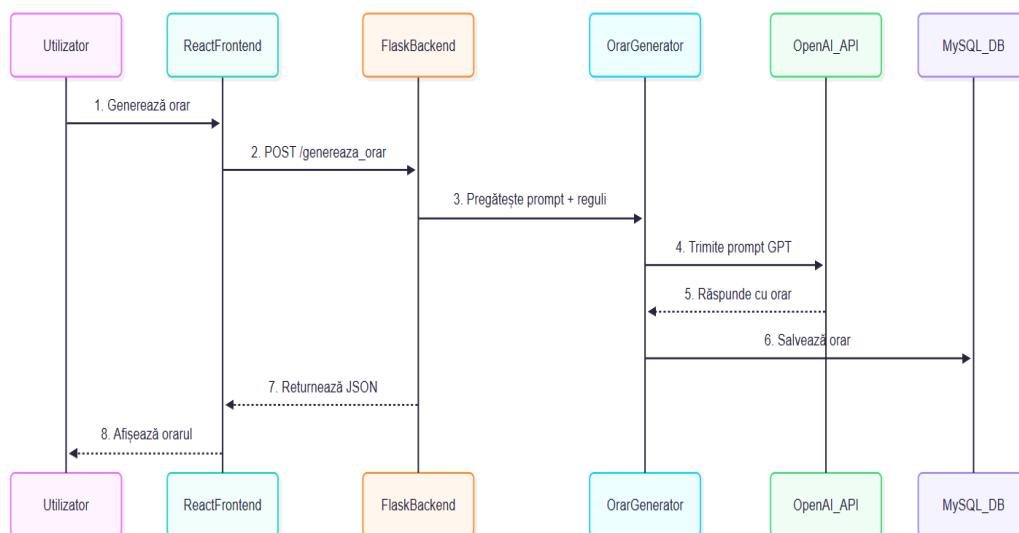 Utilizator
ReactFrontend
FlaskBackend
OrarGenerator
OpenAI_API
MySQL_DB
1. Generează orar
2. POST /genereaza_orar
3. Pregătește prompt + reguli
4. Trimite prompt GPT
5. Răspunde cu orar
6. Salvează orar
7. Returnează JSON
8. Afișează orarul
Utilizator
ReactFrontend
FlaskBackend
OrarGenerator
OpenAI_API
MySQL_DB